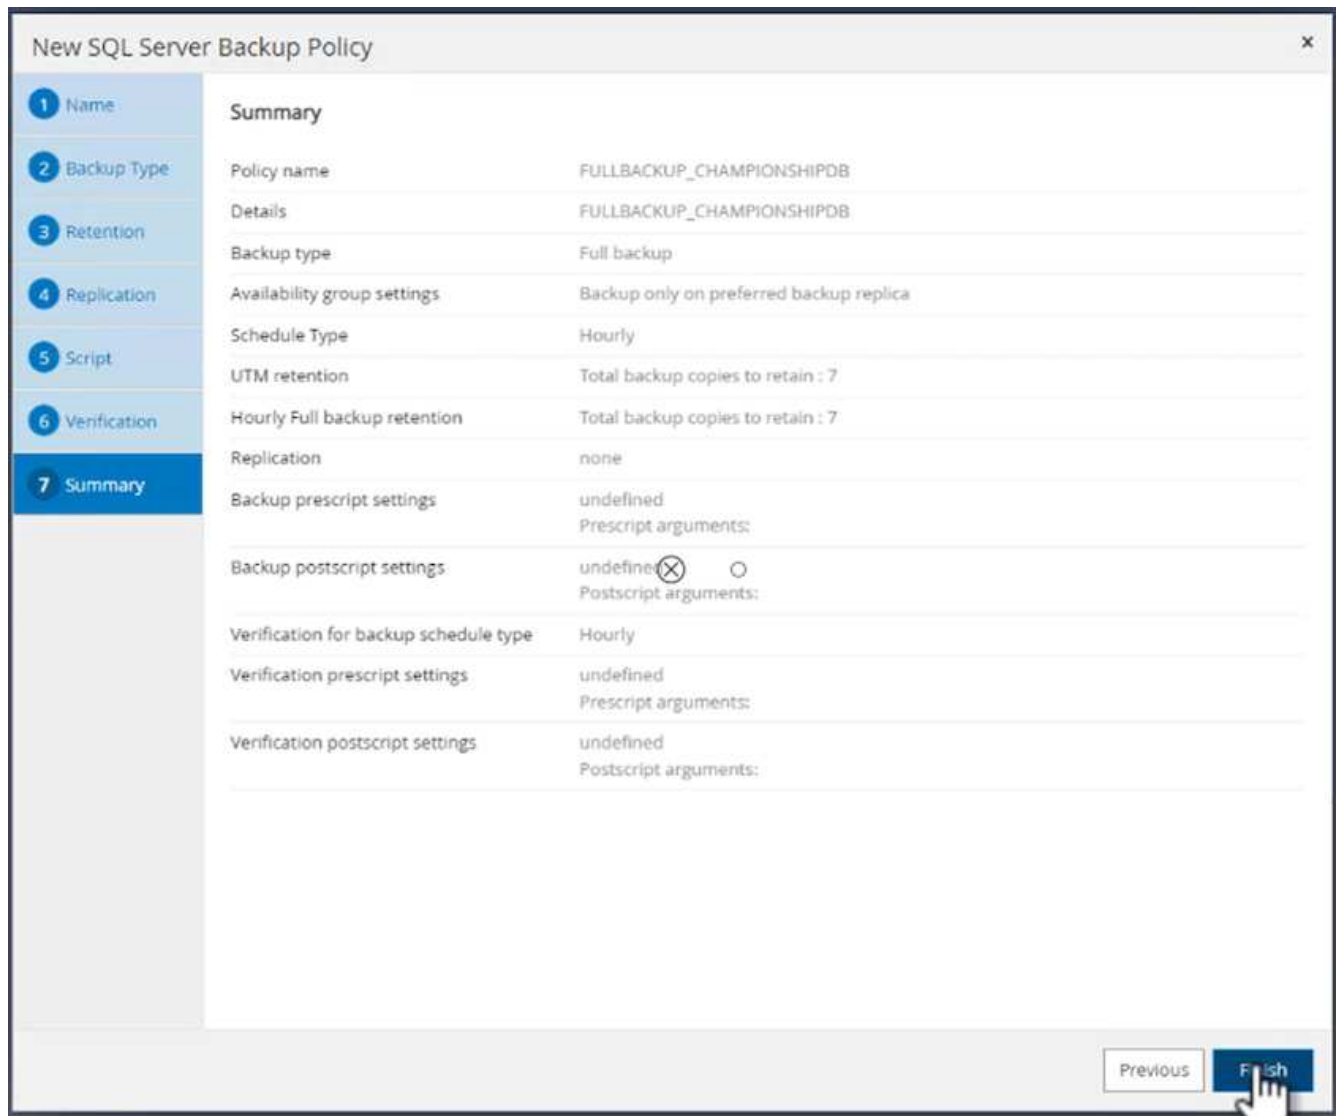 New SQL Server Backup Policy
×
1 Name
2 Backup Type
3 Retention
4 Replication
5 Script
6 Verification
7 Summary
Summary
Policy name FULLBACKUP_CHAMPIONSHIPDB
Details FULLBACKUP_CHAMPIONSHIPDB
Backup type Full backup
Availability group settings Backup only on preferred backup replica
Schedule Type Hourly
UTM retention Total backup copies to retain : 7
Hourly Full backup retention Total backup copies to retain : 7
Replication none
Backup prescript settings undefined
Prescript arguments:
Backup postscript settings undefined
Postscript arguments:
Verification for backup schedule type Hourly
Verification prescript settings undefined
Prescript arguments:
Verification postscript settings undefined
Postscript arguments:
Previous Finish